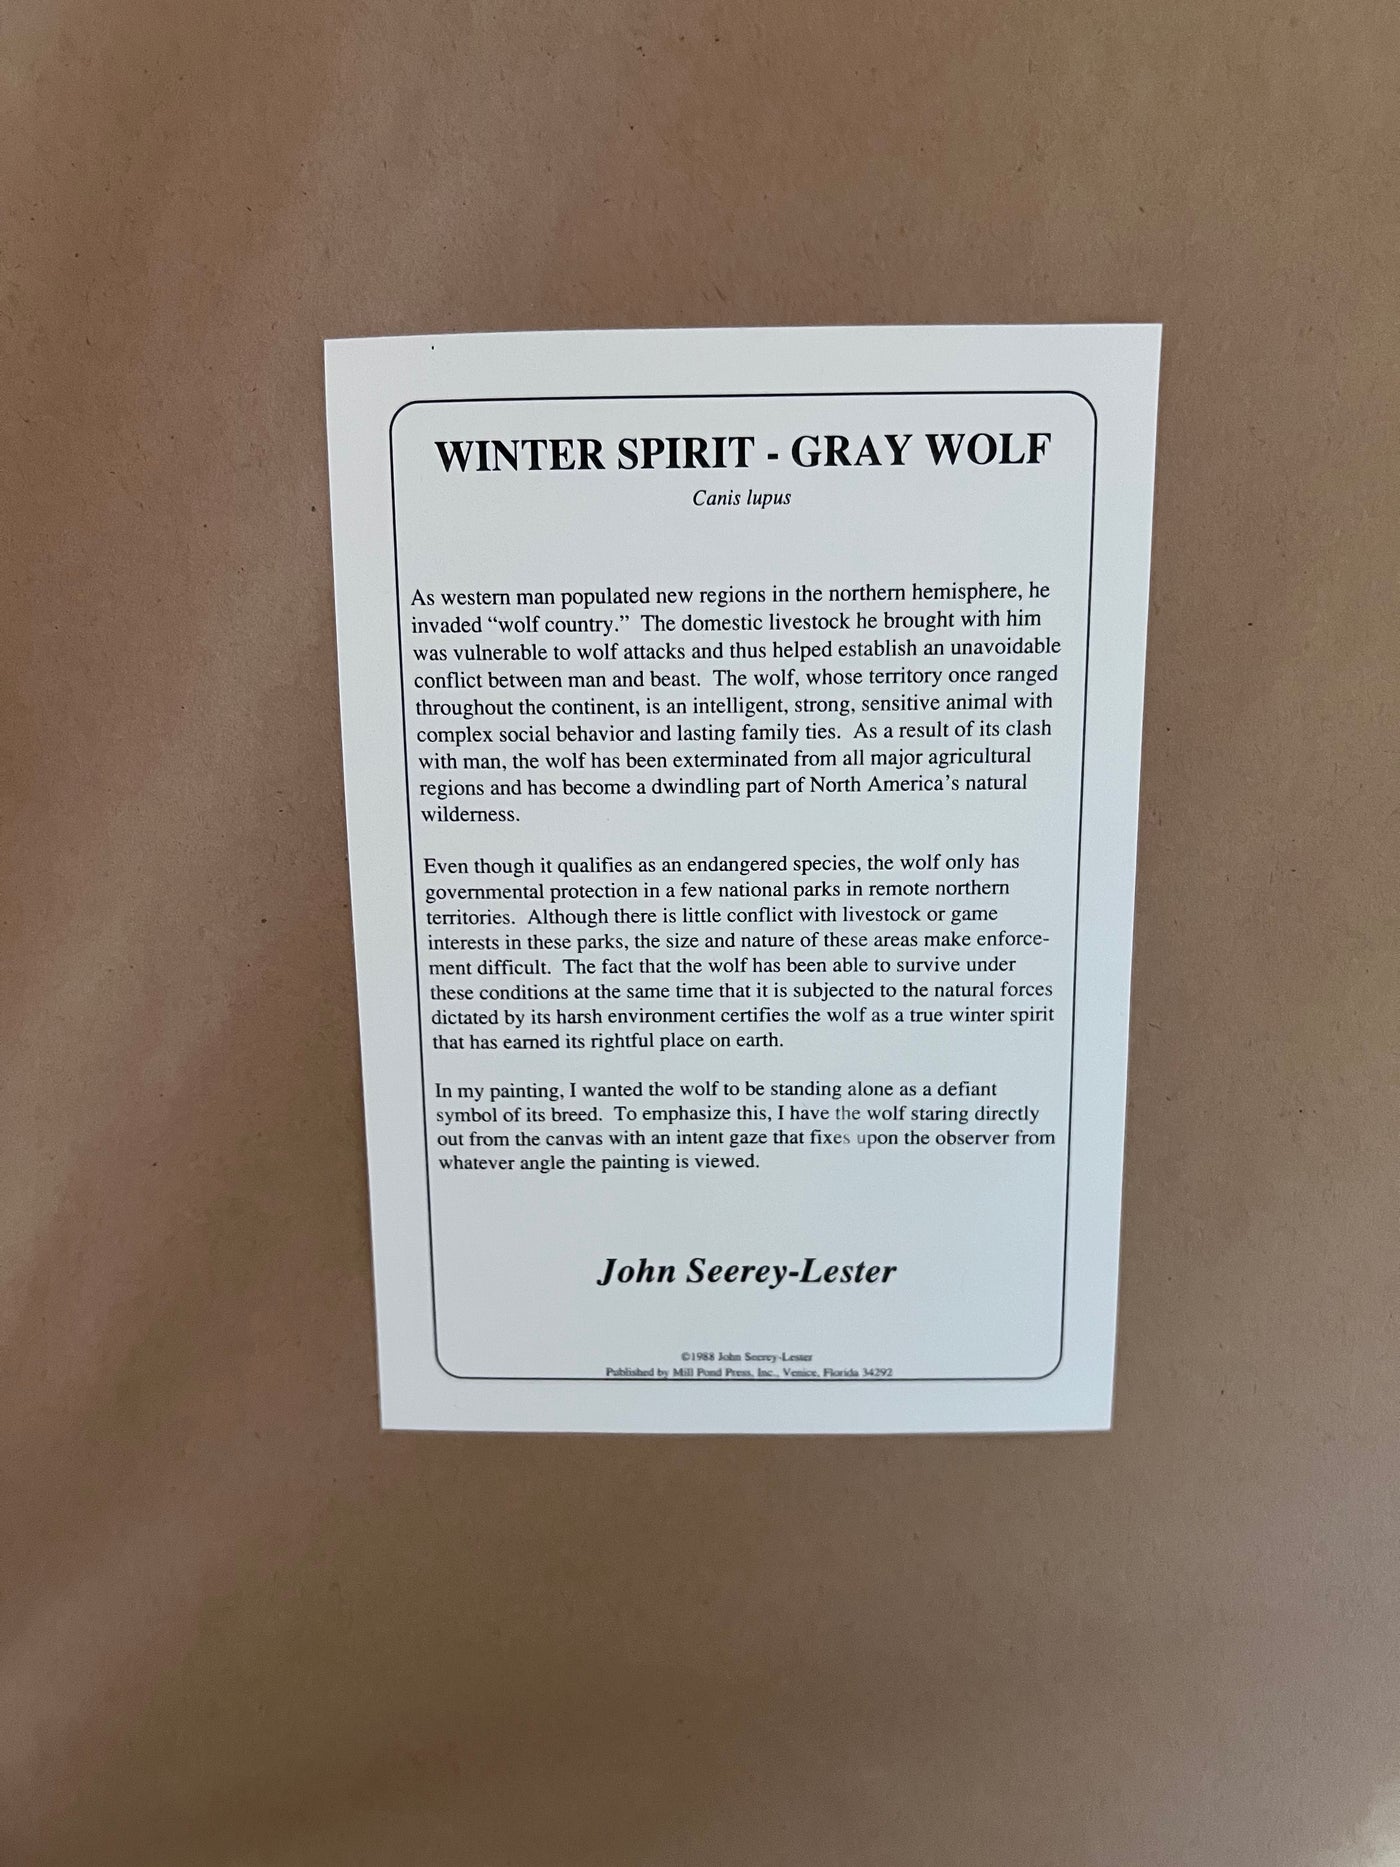 WINTER SPIRIT - GRAY WOLF
Canis lupus
As western man populated new regions in the northern hemisphere, he
invaded “wolf country.” The domestic livestock he brought with him
was vulnerable to wolf attacks and thus helped establish an unavoidable
conflict between man and beast. The wolf, whose territory once ranged
throughout the continent, is an intelligent, strong, sensitive animal with
complex social behavior and lasting family ties. As a result of its clash
with man, the wolf has been exterminated from all major agricultural
regions and has become a dwindling part of North America’s natural
wilderness.
Even though it qualifies as an endangered species, the wolf only has
governmental protection in a few national parks in remote northern
territories. Although there is little conflict with livestock or game
interests in these parks, the size and nature of these areas make enforce-
ment difficult. The fact that the wolf has been able to survive under
these conditions at the same time that it is subjected to the natural forces
dictated by its harsh environment certifies the wolf as a true winter spirit
that has earned its rightful place on earth.
In my painting, I wanted the wolf to be standing alone as a defiant
symbol of its breed. To emphasize this, I have the wolf staring directly
out from the canvas with an intent gaze that fixes upon the observer from
whatever angle the painting is viewed.
John Seerey-Lester
©1988 John Seerey-Lester
Published by Mill Pond Press, Inc., Venice, Florida 34292